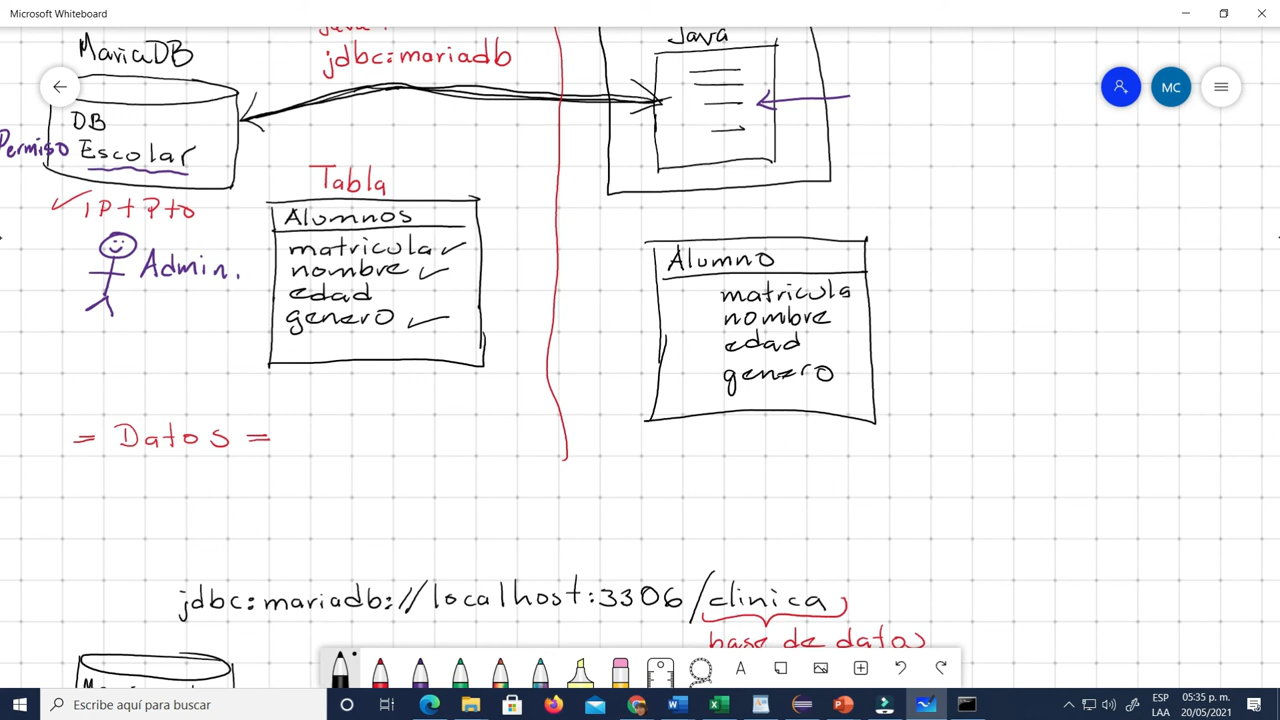 Microsoft Whiteboard
MariaDB
jdbc:mariadb
Java
MC
DB
Permiso Escolar
Tabla
IP + Pto
Alumnos
matricula
nombre
edad
genero
Admin.
Alumno
matricula
nombre
edad
genero
= Datos =
jdbc:mariadb://localhost:3306/clinica
base de datos
Escribe aquí para buscar
ESP
LAA
05:35 p. m.
20/05/2021